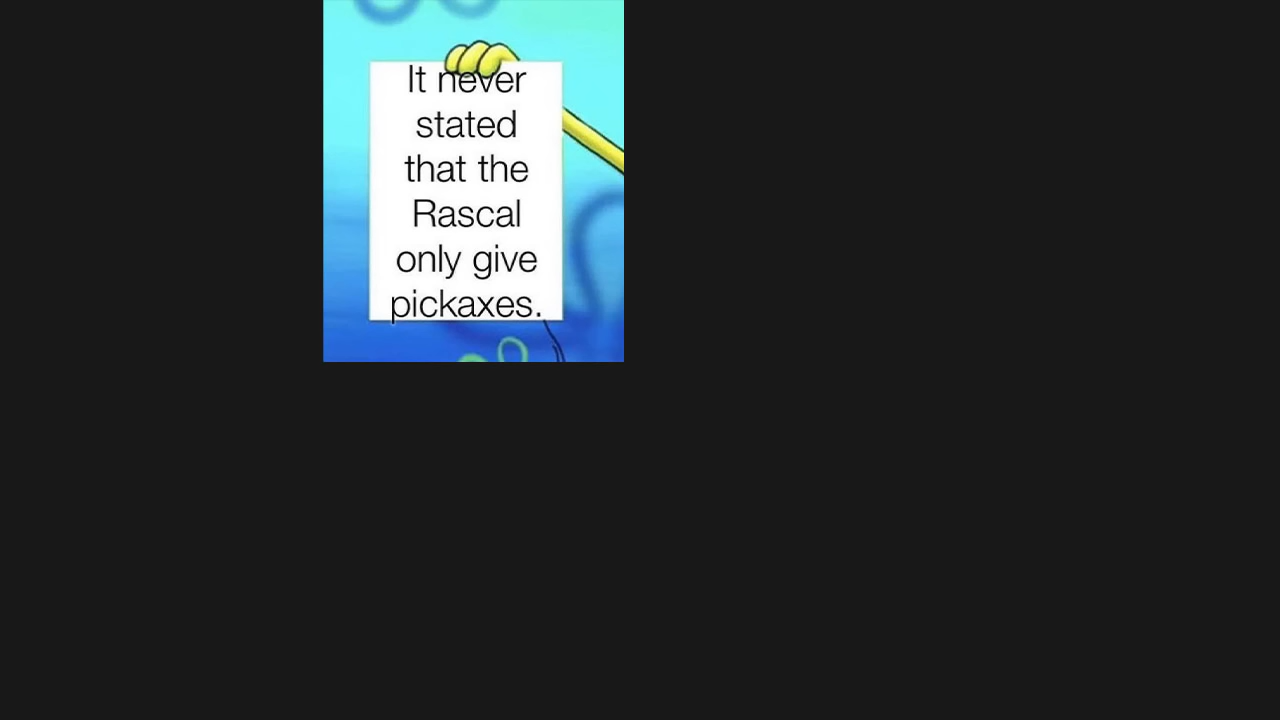 It never
stated
that the
Rascal
only give
pickaxes.